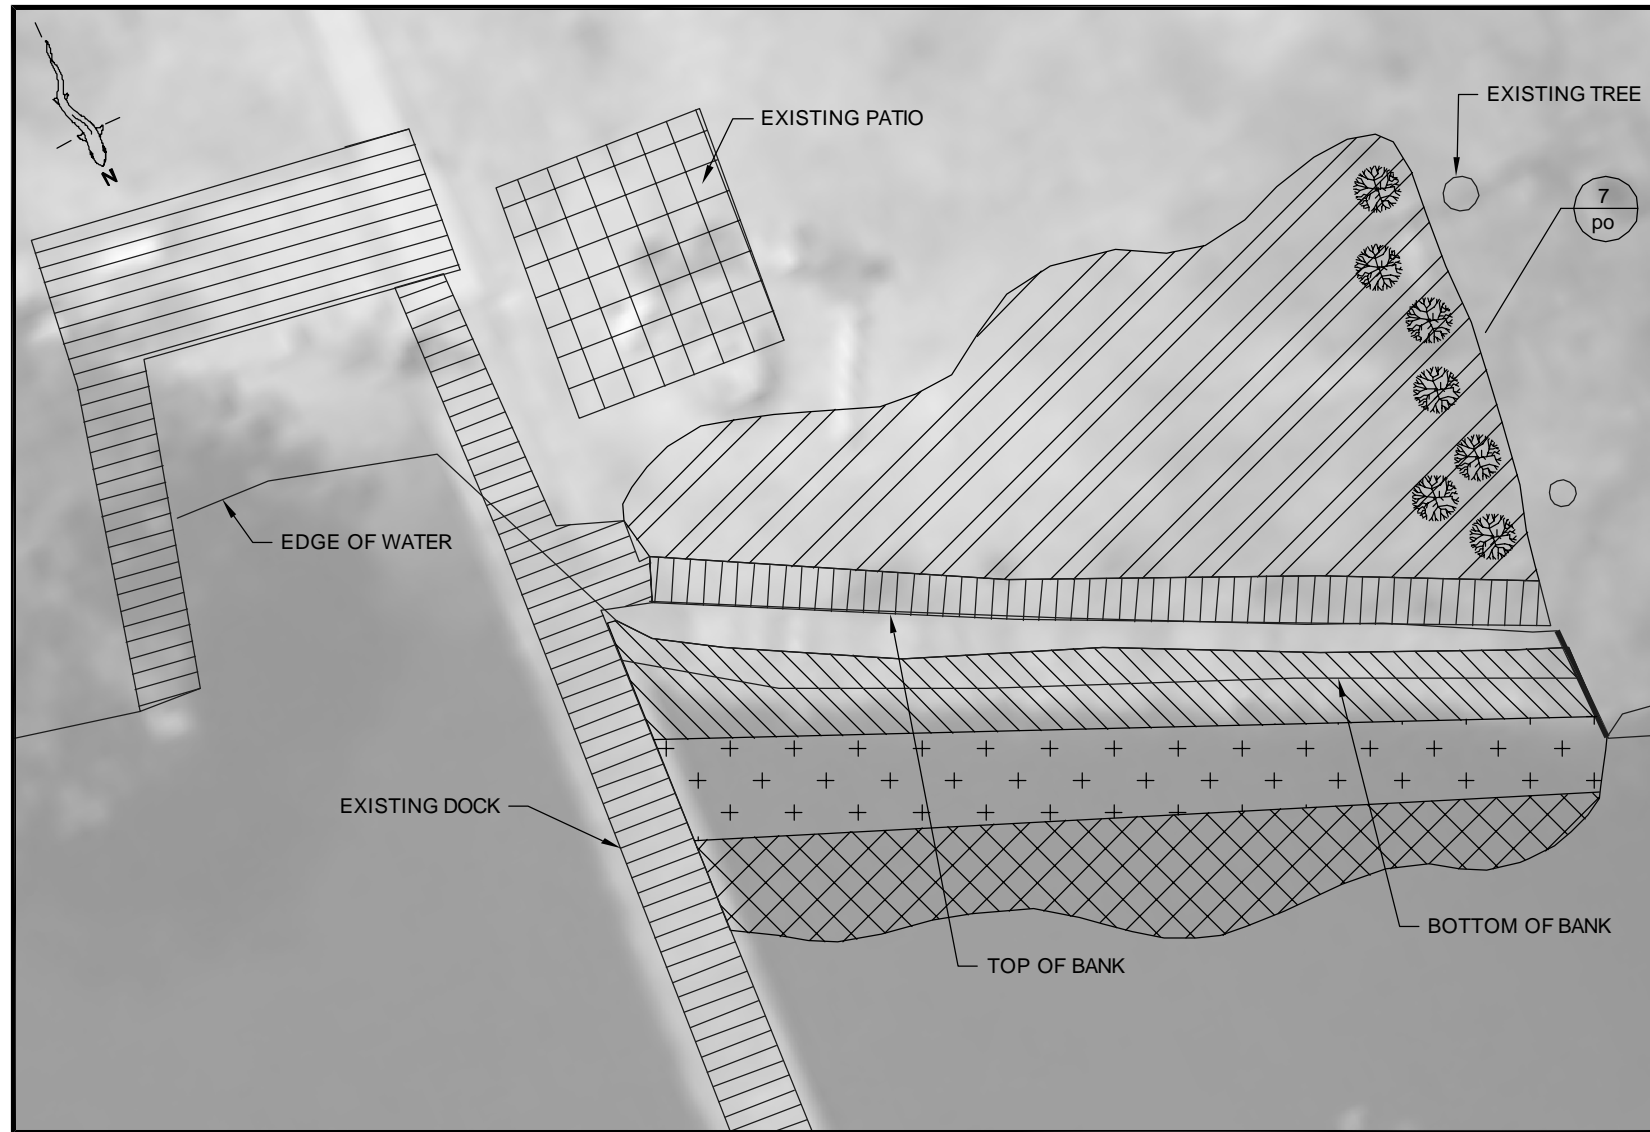 EXISTING TREE
EXISTING PATIO
7
po
N
EDGE OF WATER
EXISTING DOCK
BOTTOM OF BANK
TOP OF BANK